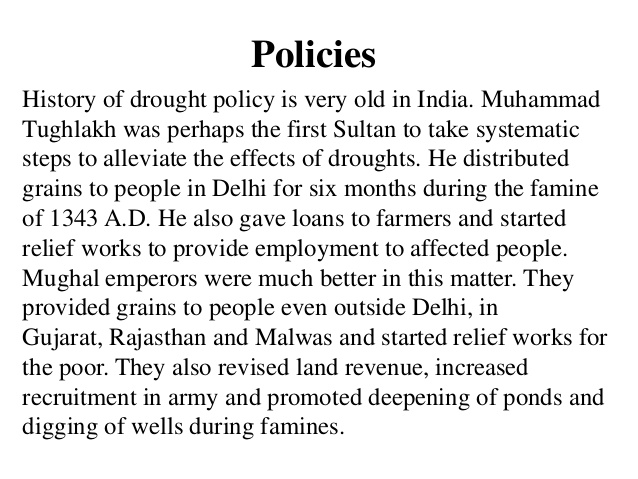 Policies
History of drought policy is very old in India. Muhammad
Tughlakh was perhaps the first Sultan to take systematic
steps to alleviate the effects of droughts. He distributed
grains to people in Delhi for six months during the famine
of 1343 A.D. He also gave loans to farmers and started
relief works to provide employment to affected people.
Mughal emperors were much better in this matter. They
provided grains to people even outside Delhi, in
Gujarat, Rajasthan and Malwas and started relief works for
the poor. They also revised land revenue, increased
recruitment in army and promoted deepening of ponds and
digging of wells during famines.